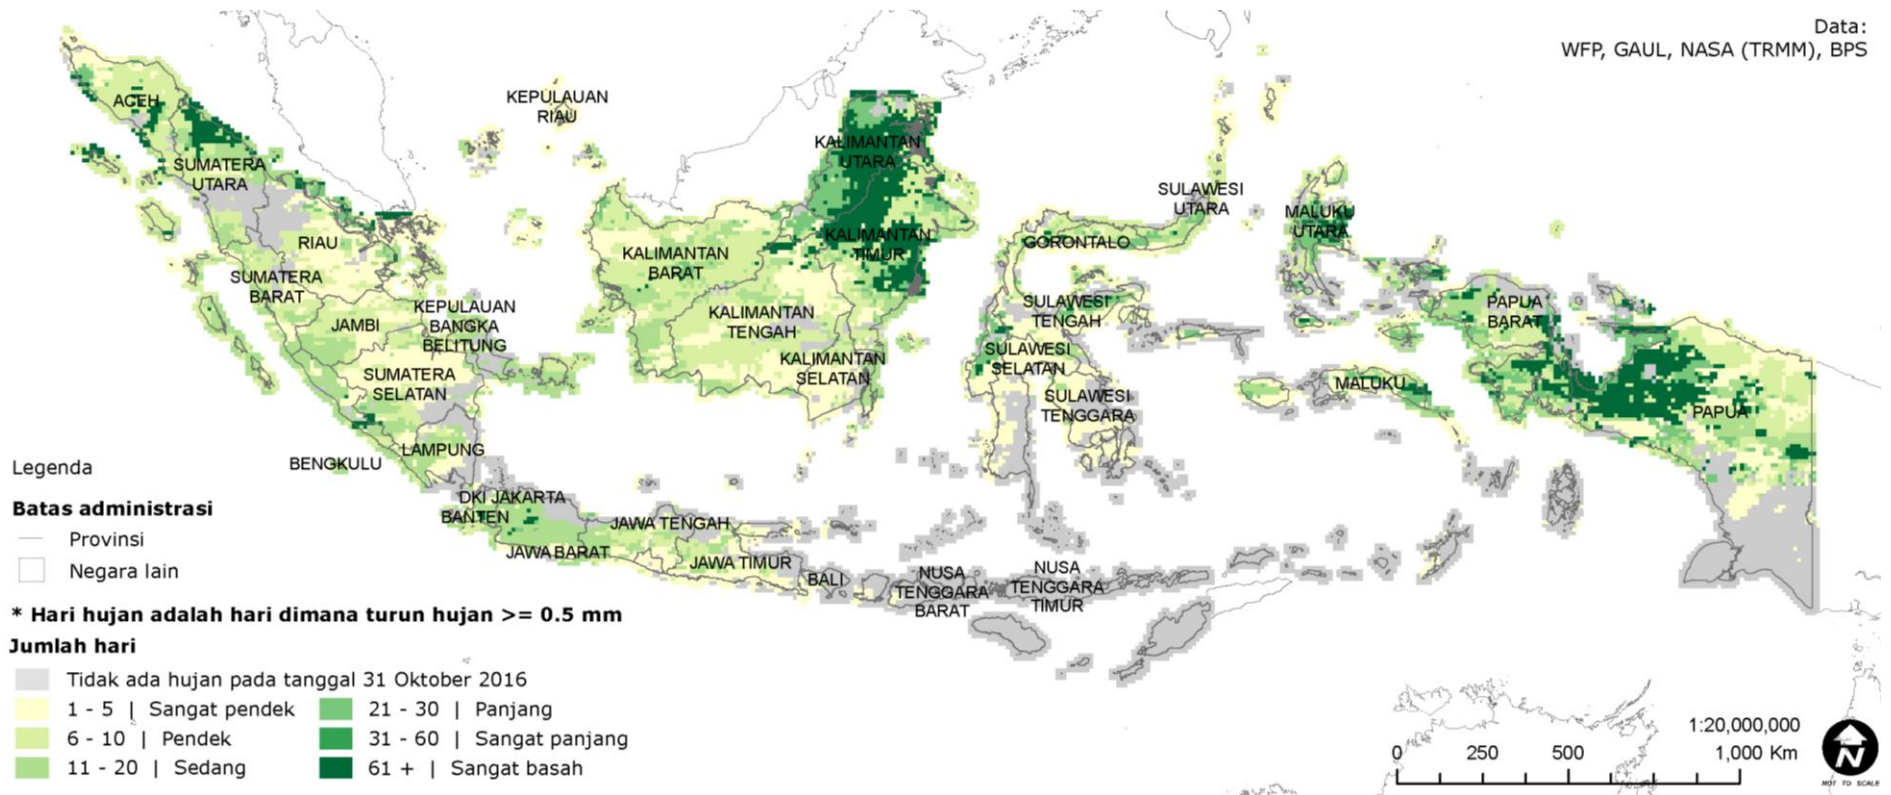 Data:
WFP, GAUL, NASA (TRMM), BPS
ACEH
SUMATERA
UTARA
KEPULAUAN
RIAU
KALIMANTAN
UTARA
SULAWESI
UTARA
MALUKU
UTARA
RIAU
KALIMANTAN
BARAT
KALIMANTAN
TIMUR
GORONTALO
SUMATERA
BARAT
KEPULAUAN
BANGKA
BELITUNG
JAMBI
KALIMANTAN
TENGAH
SULAWESI
TENGAH
PAPUA
BARAT
SUMATERA
SELATAN
KALIMANTAN
SELATAN
SULAWESI
SELATAN
SULAWESI
TENGGARA
MALUKU
PAPUA
LAMPUNG
BENGKULU
DKI JAKARTA
BANTEN
JAWA BARAT
JAWA TENGAH
JAWA TIMUR
BALI
NUSA
TENGGARA
BARAT
NUSA
TENGGARA
TIMUR
Legenda
Batas administrasi
Provinsi
Negara lain
* Hari hujan adalah hari dimana turun hujan >= 0.5 mm
Jumlah hari
Tidak ada hujan pada tanggal 31 Oktober 2016
1 - 5 | Sangat pendek
6 - 10 | Pendek
11 - 20 | Sedang
21 - 30 | Panjang
31 - 60 | Sangat panjang
61 + | Sangat basah
1:20,000,000
0 250 500 1,000 Km
N
NOT TO SCALE